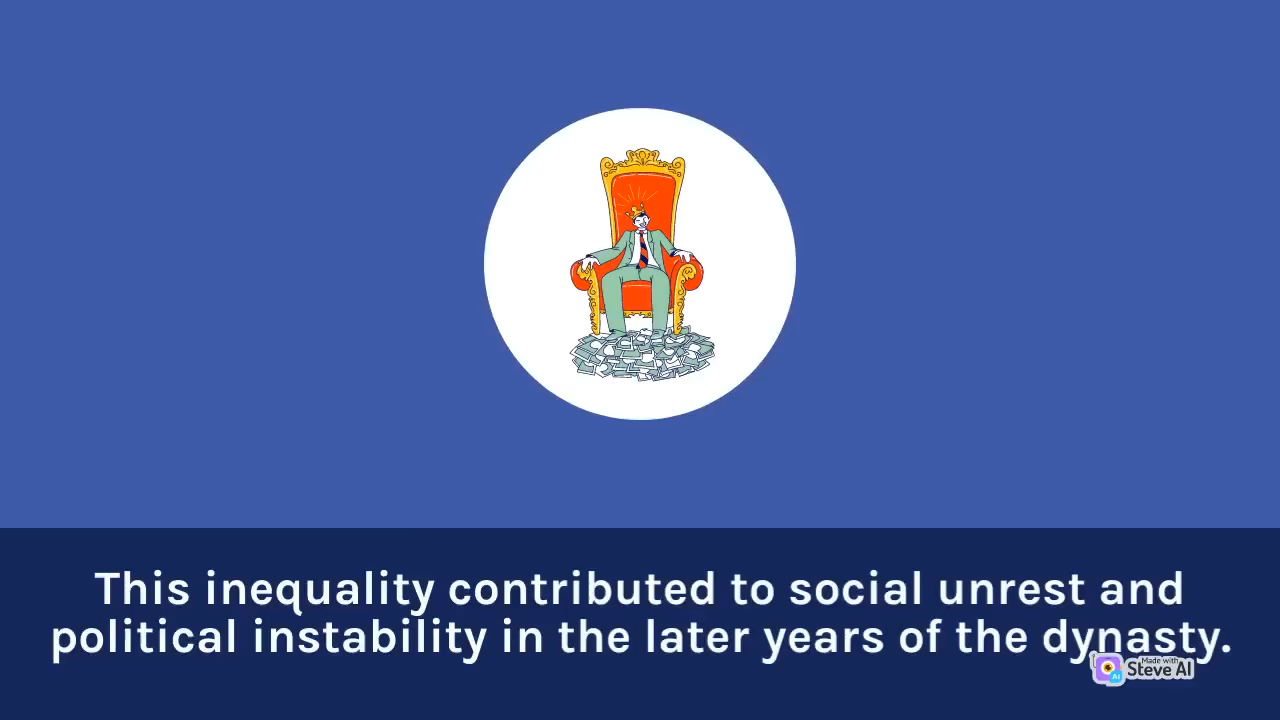 This inequality contributed to social unrest and
political instability in the later years of the dynasty.
Made with
Steve AI
AI